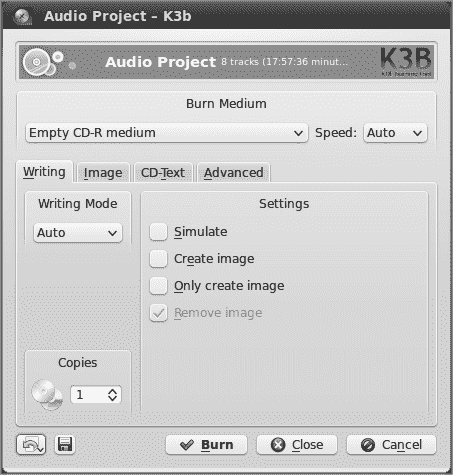 Audio Project – K3b
Audio Project 8 tracks (17:57:36 minut...
K3B
Burn Medium
Empty CD-R medium Speed: Auto
Writing Image CD-Text Advanced
Writing Mode Settings
Auto
Simulate
Create image
Only create image
Remove image
Copies
1
Burn Close Cancel